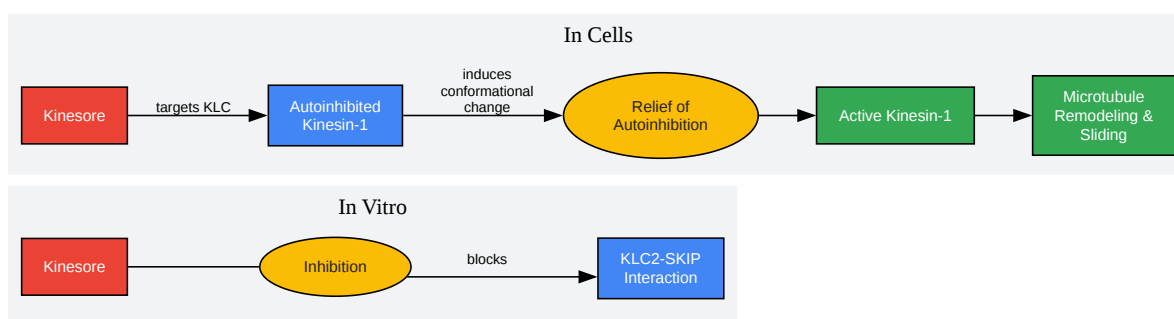 In Cells
Kinesore
targets KLC
Autoinhibited
Kinesin-1
induces
conformational
change
Relief of
Autoinhibition
Active Kinesin-1
Microtubule
Remodeling &
Sliding
In Vitro
Kinesore
Inhibition
blocks
KLC2-SKIP
Interaction